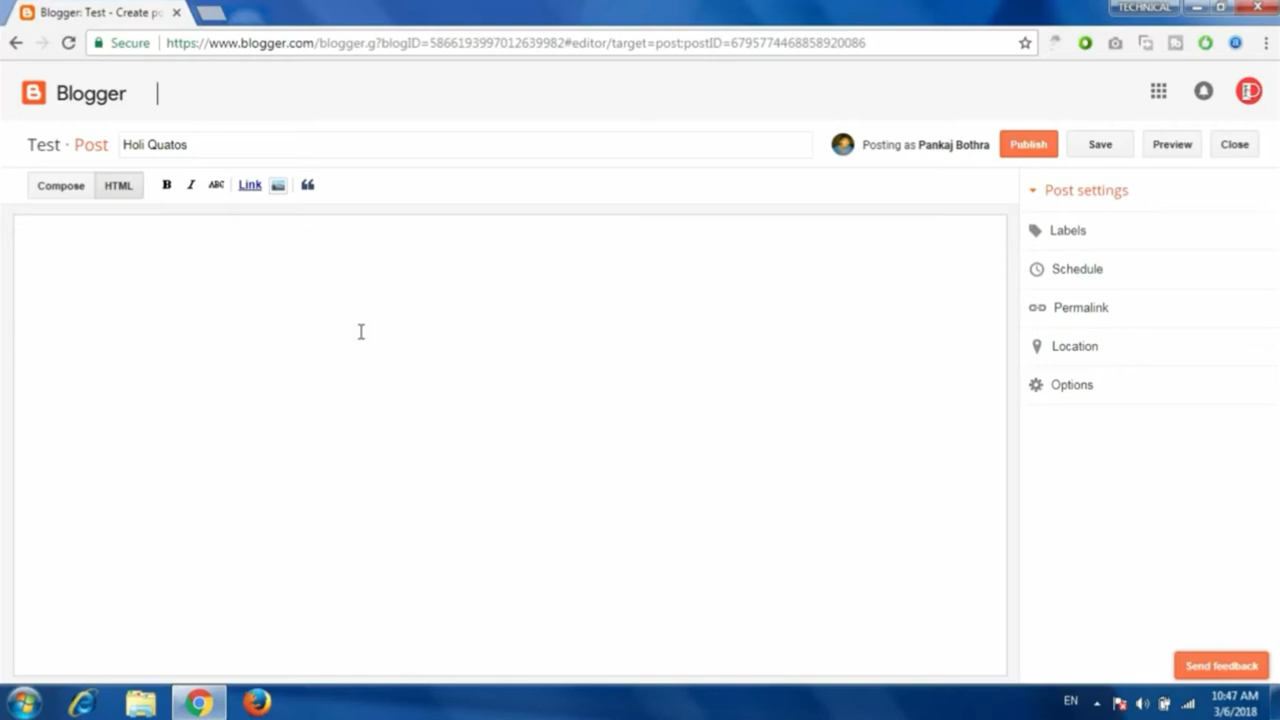 Blogger: Test - Create po
TECHNICAL
Secure
https://www.blogger.com/blogger.g?blogID=5866193997012639982#editor/target=post;postID=6795774468858920086
Blogger
Test · Post
Holi Quatos
Posting as Pankaj Bothra
Publish
Save
Preview
Close
Compose
HTML
B
I
ABC
Link
Post settings
Labels
Schedule
Permalink
Location
Options
Send feedback
EN
10:47 AM
3/6/2018